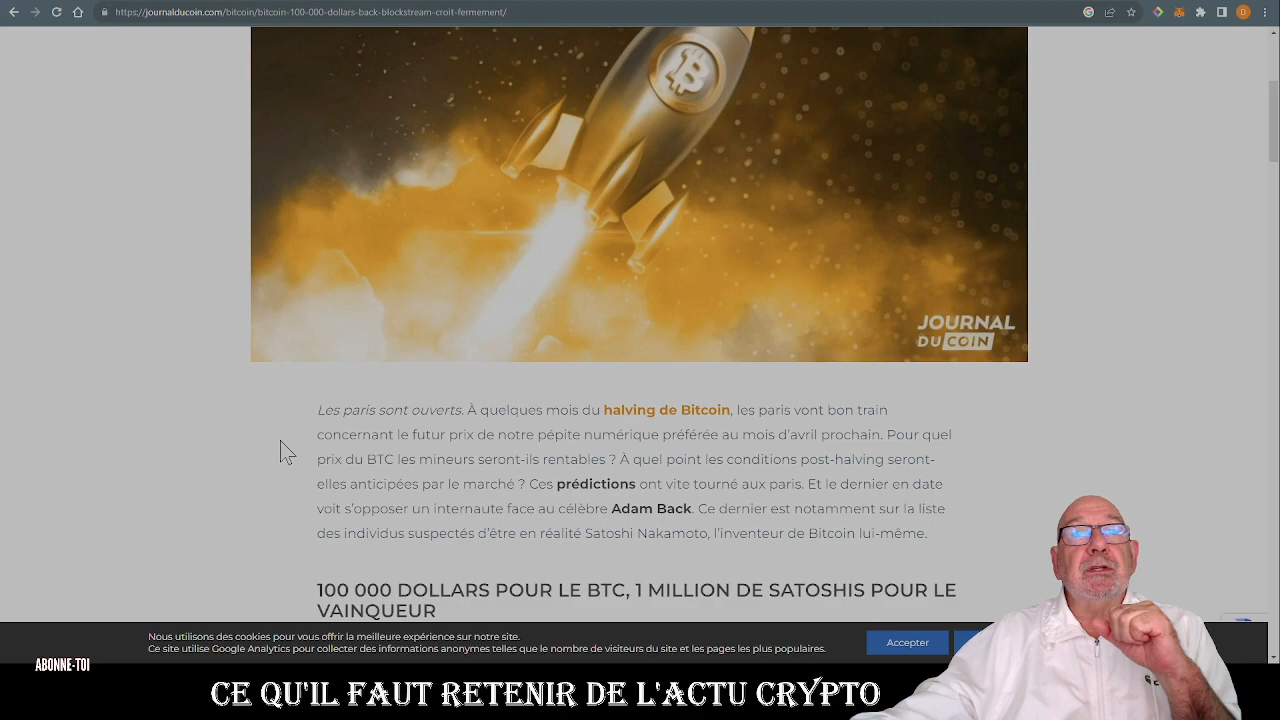 https://journalducoin.com/bitcoin/bitcoin-100-000-dollars-back-blockstream-croit-fermement/
JOURNAL
DU COIN
Les paris sont ouverts. À quelques mois du halving de Bitcoin, les paris vont bon train
concernant le futur prix de notre pépite numérique préférée au mois d'avril prochain. Pour quel
prix du BTC les mineurs seront-ils rentables ? À quel point les conditions post-halving seront-
elles anticipées par le marché ? Ces prédictions ont vite tourné aux paris. Et le dernier en date
voit s'opposer un internaute face au célèbre Adam Back. Ce dernier est notamment sur la liste
des individus suspectés d'être en réalité Satoshi Nakamoto, l'inventeur de Bitcoin lui-même.
100 000 DOLLARS POUR LE BTC, 1 MILLION DE SATOSHIS POUR LE
VAINQUEUR
Nous utilisons des cookies pour vous offrir la meilleure expérience sur notre site.
Ce site utilise Google Analytics pour collecter des informations anonymes telles que le nombre de visiteurs du site et les pages les plus populaires.
Accepter
ABONNE-TOI
CE QU'IL FAUT RETENIR DE L'ACTU CRYPTO